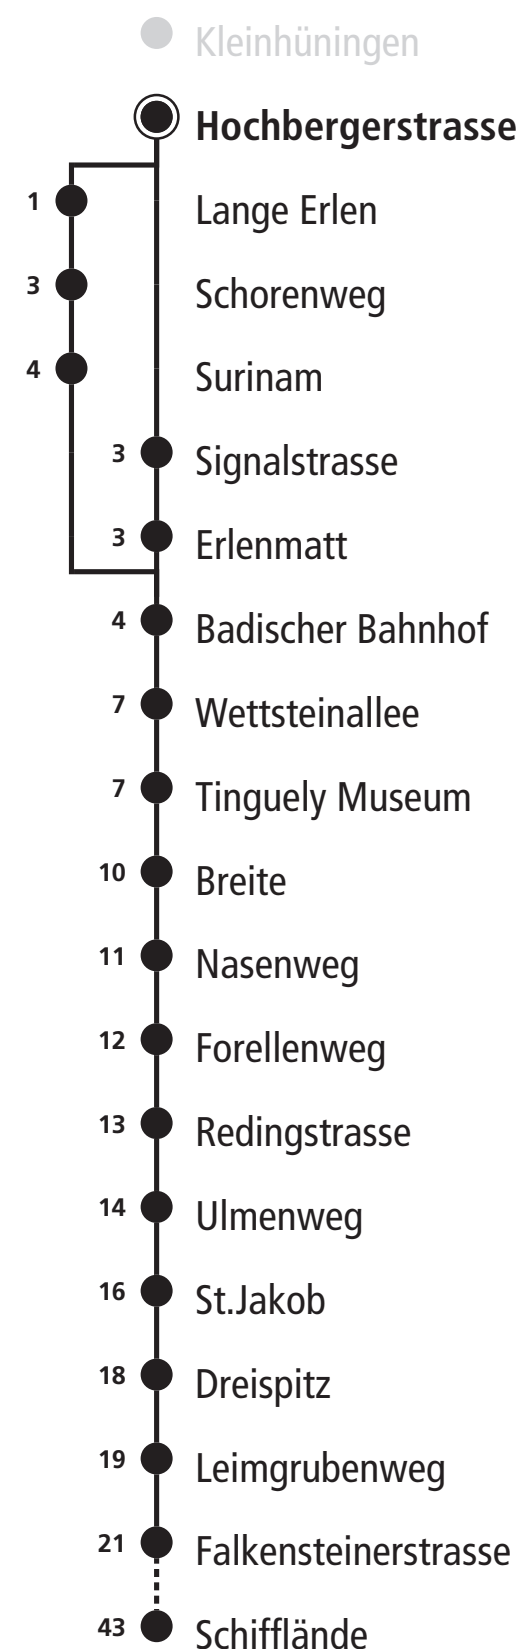 Kleinhüningen
Hochbergerstrasse
1 Lange Erlen
3 Schorenweg
4 Surinam
3 Signalstrasse
3 Erlenmatt
4 Badischer Bahnhof
7 Wettsteinallee
7 Tinguely Museum
10 Breite
11 Nasenweg
12 Forellenweg
13 Redingstrasse
14 Ulmenweg
16 St.Jakob
18 Dreispitz
19 Leimgrubenweg
21 Falkensteinerstrasse
43 Schifflände